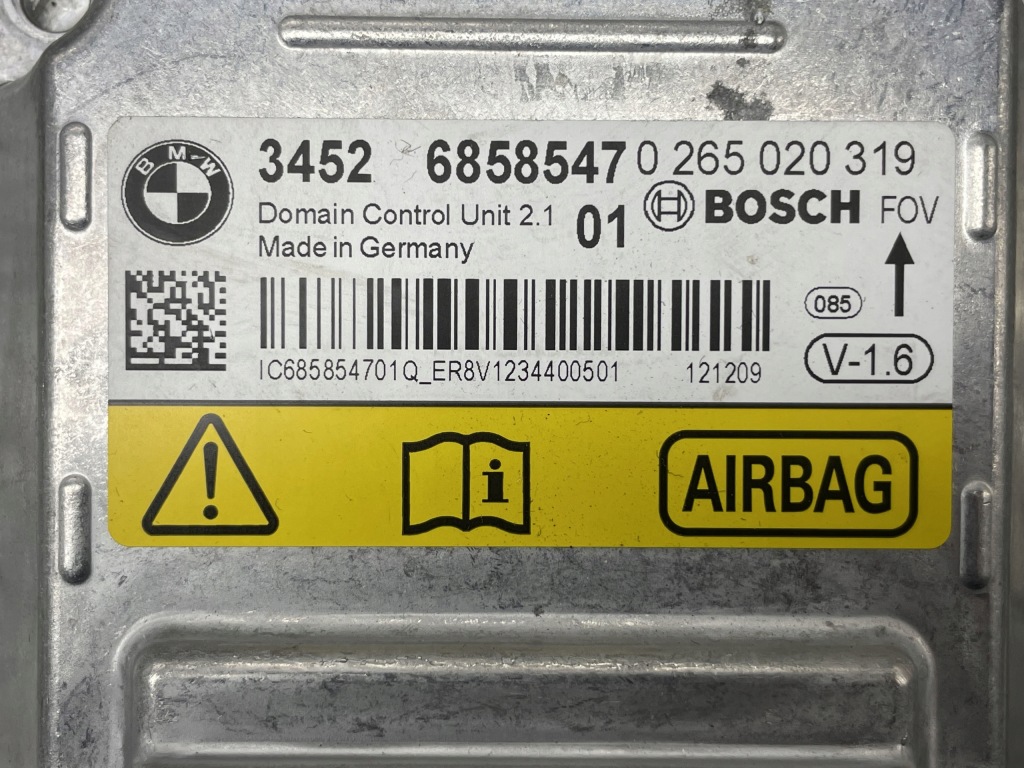 BMW
3452 6858547 0 265 020 319
Domain Control Unit 2.1 01 BOSCH FOV
Made in Germany
085
V-1.6
IC685854701Q_ER8V1234400501 121209
i
AIRBAG